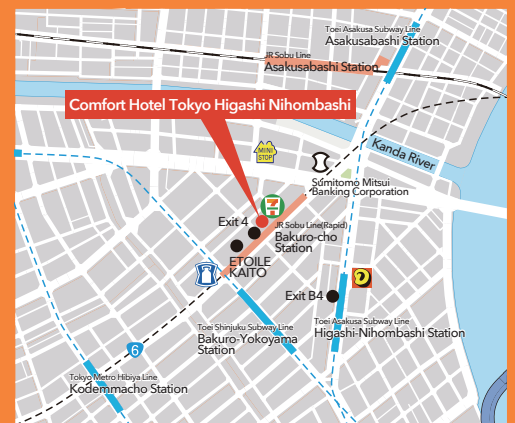 Toei Asakusa Subway Line
Asakusabashi Station
JR Sobu Line
Asakusabashi Station
Comfort Hotel Tokyo Higashi Nihombashi
MINI
STOP
Kanda River
Sumitomo Mitsui
Banking Corporation
7
Exit 4
JR Sobu Line(Rapid)
Bakuro-cho
Station
ETOILE
KAITO
Exit B4
Toei Shinjuku Subway Line
Bakuro-Yokoyama
Station
Toei Asakusa Subway Line
Higashi-Nihombashi Station
6
Tokyo Metro Hibiya Line
Kodemmacho Station